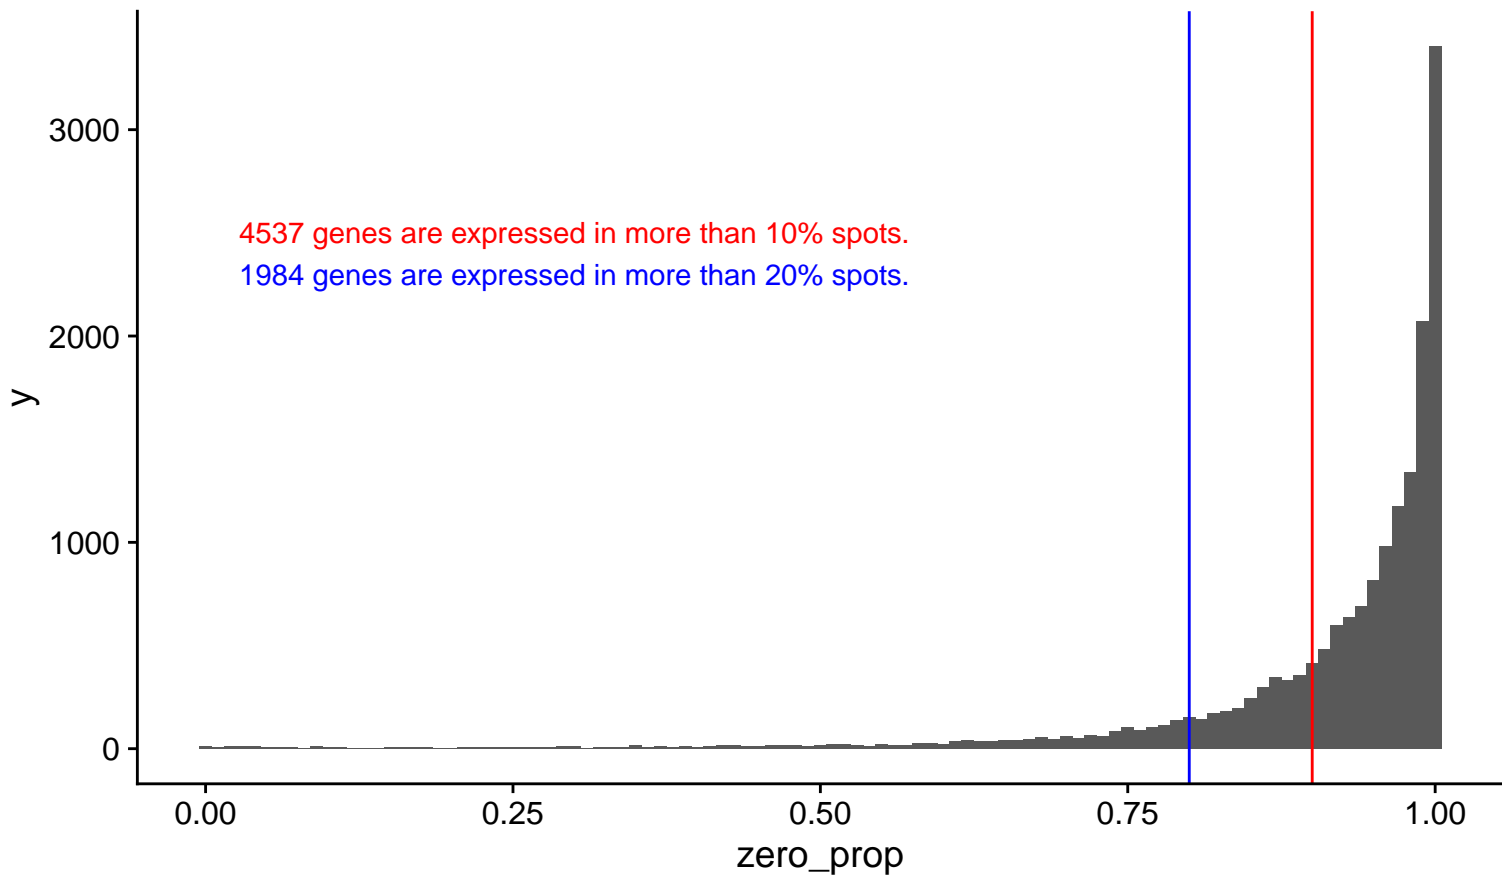 3000
2000
1000
0
y
4537 genes are expressed in more than 10% spots.
1984 genes are expressed in more than 20% spots.
0.00 0.25 0.50 0.75 1.00
zero_prop